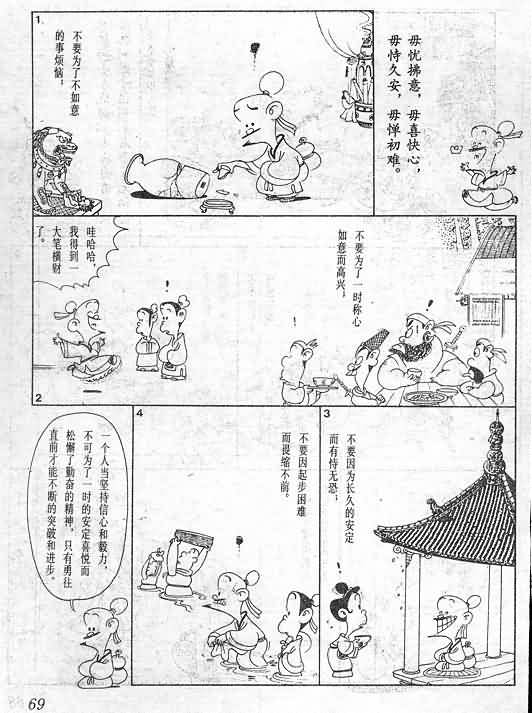 毋忧拂意，毋喜快心，
毋恃久安，毋惮初难。
1
不要为了不如意
的事烦恼；
2
不要为了一时称心
如意而高兴；
哇哈哈，
我得到一
大笔横财
了。
3
不要因为长久的安定
而有恃无恐；
4
不要因起步困难
而提缩不前。
一个人当坚持信心和毅力，
不可为了一时的安定喜悦而
松懈了勤奋的精神，只有勇往
直前才能不断的突破和进步。
69